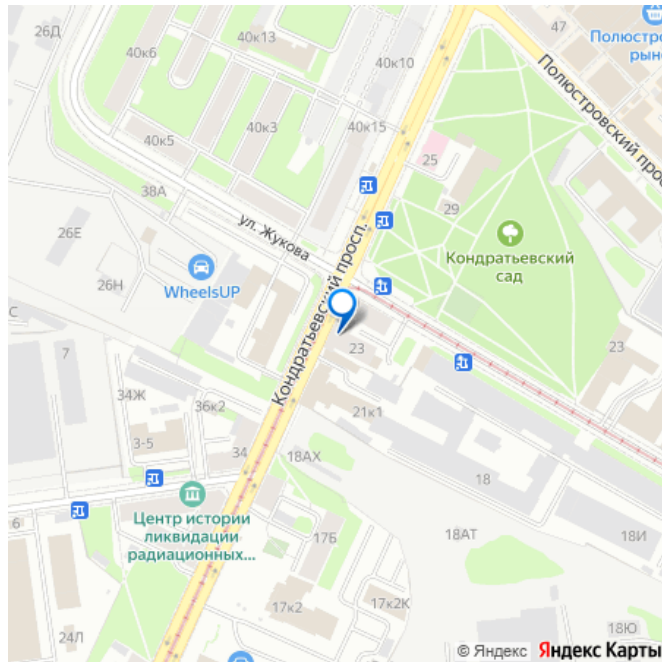 26Д
40к13
47
40к6
40к10
Полюстро
рыно
40к5
40к3
40к15
Полюстровский прос
25
38А
29
26Е
ул. Жукова
Кондратьевский
сад
26Н
WheelsUP
Кондратьевский просп.
С
7
23
23
34Ж
36к2
21к1
3-5
34
18АХ
18
6
Центр истории
ликвидации
радиационных...
17Б
18АТ
18И
17к2
17к2К
24Л
18Ю
© Яндекс Яндекс Карты